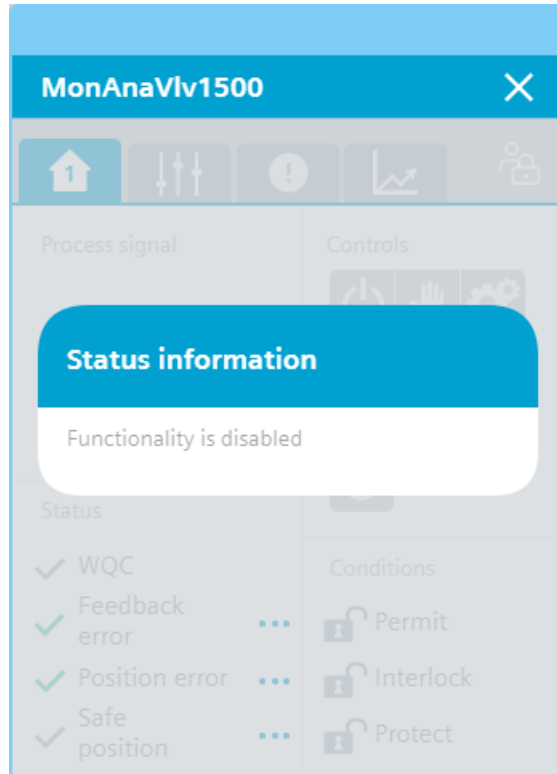 MonAnaVlv1500
1
Process signal
Controls
Status information
Functionality is disabled
Status
WQC
Feedback
error
Position error
Safe
position
Conditions
Permit
Interlock
Protect